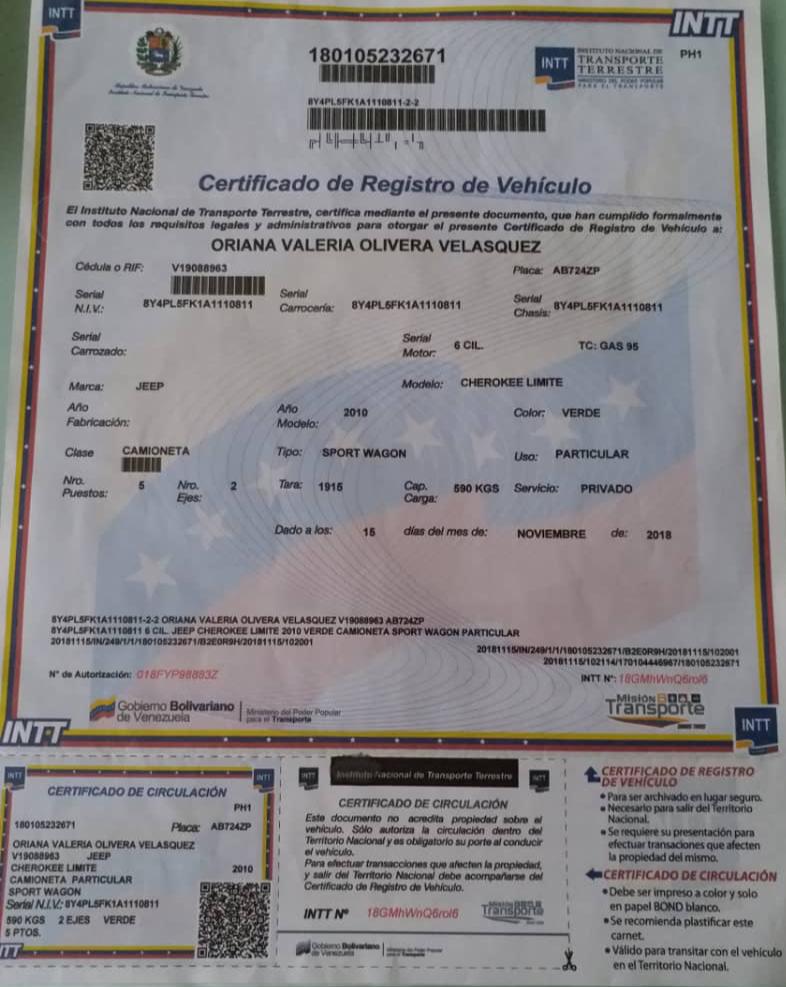 INTT
INTT
180105232671
INTT
INSTITUTO NACIONAL DE
TRANSPORTE
TERRESTRE
MINISTERIO DEL PODER POPULAR
PARA EL TRANSPORTE
PH1
República Bolivariana de Venezuela
Instituto Nacional de Transporte Terrestre
8Y4PL5FK1A1110811-2-2
Certificado de Registro de Vehículo
El Instituto Nacional de Transporte Terrestre, certifica mediante el presente documento, que han cumplido formalmente
con todos los requisitos legales y administrativos para otorgar el presente Certificado de Registro de Vehículo a:
ORIANA VALERIA OLIVERA VELASQUEZ
Cédula o RIF: V19088963 Placa: AB724ZP
Serial N.I.V.: 8Y4PL5FK1A1110811 Serial Carrocería: 8Y4PL5FK1A1110811 Serial Chasis: 8Y4PL5FK1A1110811
Serial Carrozado: Serial Motor: 6 CIL. TC: GAS 95
Marca: JEEP Modelo: CHEROKEE LIMITE
Año Fabricación: Año Modelo: 2010 Color: VERDE
Clase CAMIONETA Tipo: SPORT WAGON Uso: PARTICULAR
Nro. Puestos: 5 Nro. Ejes: 2 Tara: 1915 Cap. Carga: 590 KGS Servicio: PRIVADO
Dado a los: 15 días del mes de: NOVIEMBRE de: 2018
8Y4PL5FK1A1110811-2-2 ORIANA VALERIA OLIVERA VELASQUEZ V19088963 AB724ZP
8Y4PL5FK1A1110811 6 CIL. JEEP CHEROKEE LIMITE 2010 VERDE CAMIONETA SPORT WAGON PARTICULAR
20181115/IN/249/1/1/180105232671/B2E0R9H/20181115/102001
20181115/IN/249/1/1/180105232671/B2E0R9H/20181115/102001
20181115/102114/170104446967/180105232671
N° de Autorización: 018FYP98883Z
INTT N°: 18GMhWnQ6rol6
Gobierno Bolivariano
de Venezuela
Ministerio del Poder Popular
para el Transporte
Misión
Transporte
INTT
INTT
INTT
INTT
CERTIFICADO DE CIRCULACIÓN
PH1
180105232671 Placa: AB724ZP
ORIANA VALERIA OLIVERA VELASQUEZ
V19088963 JEEP
CHEROKEE LIMITE 2010
CAMIONETA PARTICULAR
SPORT WAGON
Serial N.I.V.: 8Y4PL5FK1A1110811
590 KGS 2 EJES VERDE
5 PTOS.
INTT
INTT
Instituto Nacional de Transporte Terrestre
INTT
CERTIFICADO DE CIRCULACIÓN
Este documento no acredita propiedad sobre el
vehículo. Sólo autoriza la circulación dentro del
Territorio Nacional y es obligatorio su porte al conducir
el vehículo.
Para efectuar transacciones que afecten la propiedad,
y salir del Territorio Nacional debe acompañarse del
Certificado de Registro de Vehículo.
INTT N° 18GMhWnQ6rol6
Misión
Transporte
Gobierno Bolivariano
de Venezuela
Ministerio del Poder Popular
para el Transporte
CERTIFICADO DE REGISTRO
DE VEHÍCULO
• Para ser archivado en lugar seguro.
• Necesario para salir del Territorio
Nacional.
• Se requiere su presentación para
efectuar transaciones que afecten
la propiedad del mismo.
CERTIFICADO DE CIRCULACIÓN
• Debe ser impreso a color y solo
en papel BOND blanco.
• Se recomienda plastificar este
carnet.
• Válido para transitar con el vehículo
en el Territorio Nacional.